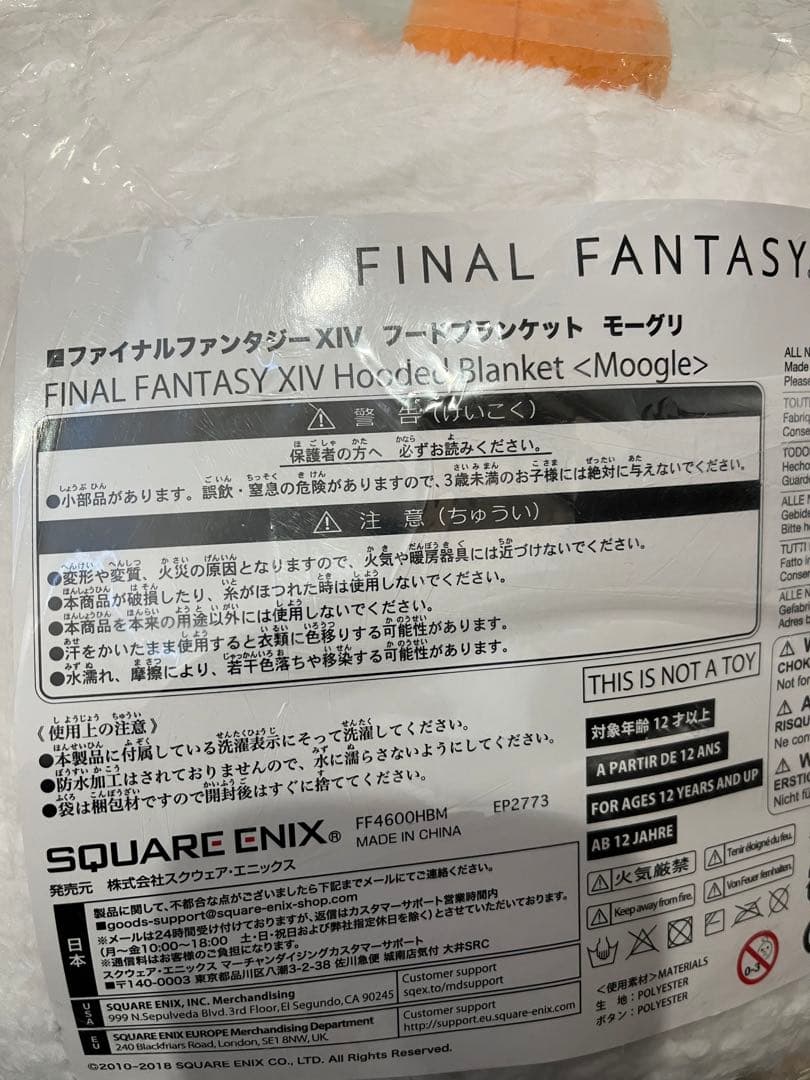 FINAL FANTASY
■ファイナルファンタジーXIV フードブランケット モーグリ
FINAL FANTASY XIV Hooded Blanket <Moogle>
警告(けいこく)
保護者の方へ 必ずお読みください。
●小部品があります。誤飲・窒息の危険がありますので、3歳未満のお子様には絶対に与えないでください。
注意(ちゅうい)
●変形や変質、火災の原因となりますので、火気や暖房器具には近づけないでください。
●本商品が破損したり、糸がほつれた時は使用しないでください。
●本商品を本来の用途以外には使用しないでください。
●汗をかいたまま使用すると衣類に色移りする可能性があります。
●水濡れ、摩擦により、若干色落ちや移染する可能性があります。
《使用上の注意》
●本製品に付属している洗濯表示にそって洗濯してください。
●防水加工はされておりませんので、水に濡らさないようにしてください。
●袋は梱包材ですので開封後はすぐに捨ててください。
SQUARE ENIX®
FF4600HBM EP2773
MADE IN CHINA
発売元 株式会社スクウェア・エニックス
日本
製品に関して、不都合な点がございましたら下記までメールにてご連絡ください。
■goods-support@square-enix-shop.com
※メールは24時間受け付けておりますが、返信はカスタマーサポート営業時間内
(月～金10:00～18:00 土・日・祝日および弊社指定休日を除く)とさせていただいております。
※通信料はお客様のご負担になります。
スクウェア・エニックス マーチャンダイジングカスタマーサポート
■〒140-0003 東京都品川区八潮3-2-38 佐川急便 城南店気付 大井SRC
USA
SQUARE ENIX, INC. Merchandising
999 N.Sepulveda Blvd. 3rd Floor, El Segundo, CA 90245
Customer support
sqex.to/mdsupport
EU
SQUARE ENIX EUROPE Merchandising Department
240 Blackfriars Road, London, SE1 8NW, UK.
Customer support
http://support.eu.square-enix.com
©2010-2018 SQUARE ENIX CO., LTD. All Rights Reserved.
THIS IS NOT A TOY
対象年齢 12才以上
A PARTIR DE 12 ANS
FOR AGES 12 YEARS AND UP
AB 12 JAHRE
火気厳禁
Tenir éloigné du feu.
Keep away from fire.
Von Feuer fernhalten.
0-3
<使用素材> MATERIALS
生 地：POLYESTER
ボタン：POLYESTER
ALL N
Made
Pleas
TOUT
Fabriq
Conse
TODO
Hecho
Guard
ALLE N
Gebide
Bitte h
TUTTI
Fatto i
Conser
ALLE N
Gefabr
Adres b
W
CHOK
Not for
A
RISQU
Ne con
W
ERSTIC
Nicht fü